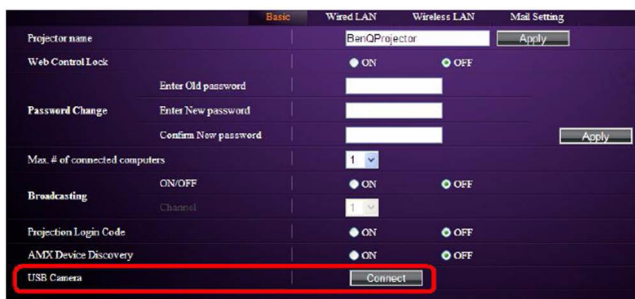 Basic Wired LAN Wireless LAN Mail Setting
Projector name BenQProjector Apply
Web Control Lock ON OFF
Enter Old password
Password Change Enter New password
Confirm New password Apply
Max. # of connected computers 1
Broadcasting ON/OFF ON OFF
Channel 1
Projection Login Code ON OFF
AMX Device Discovery ON OFF
USB Camera Connect